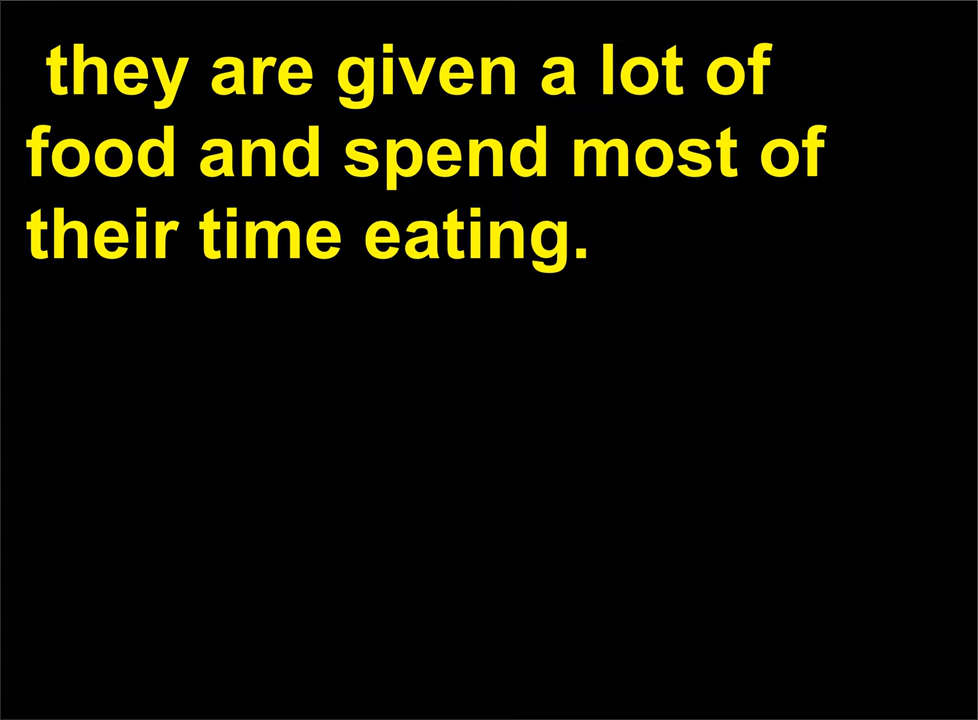 they are given a lot of
food and spend most of
their time eating.